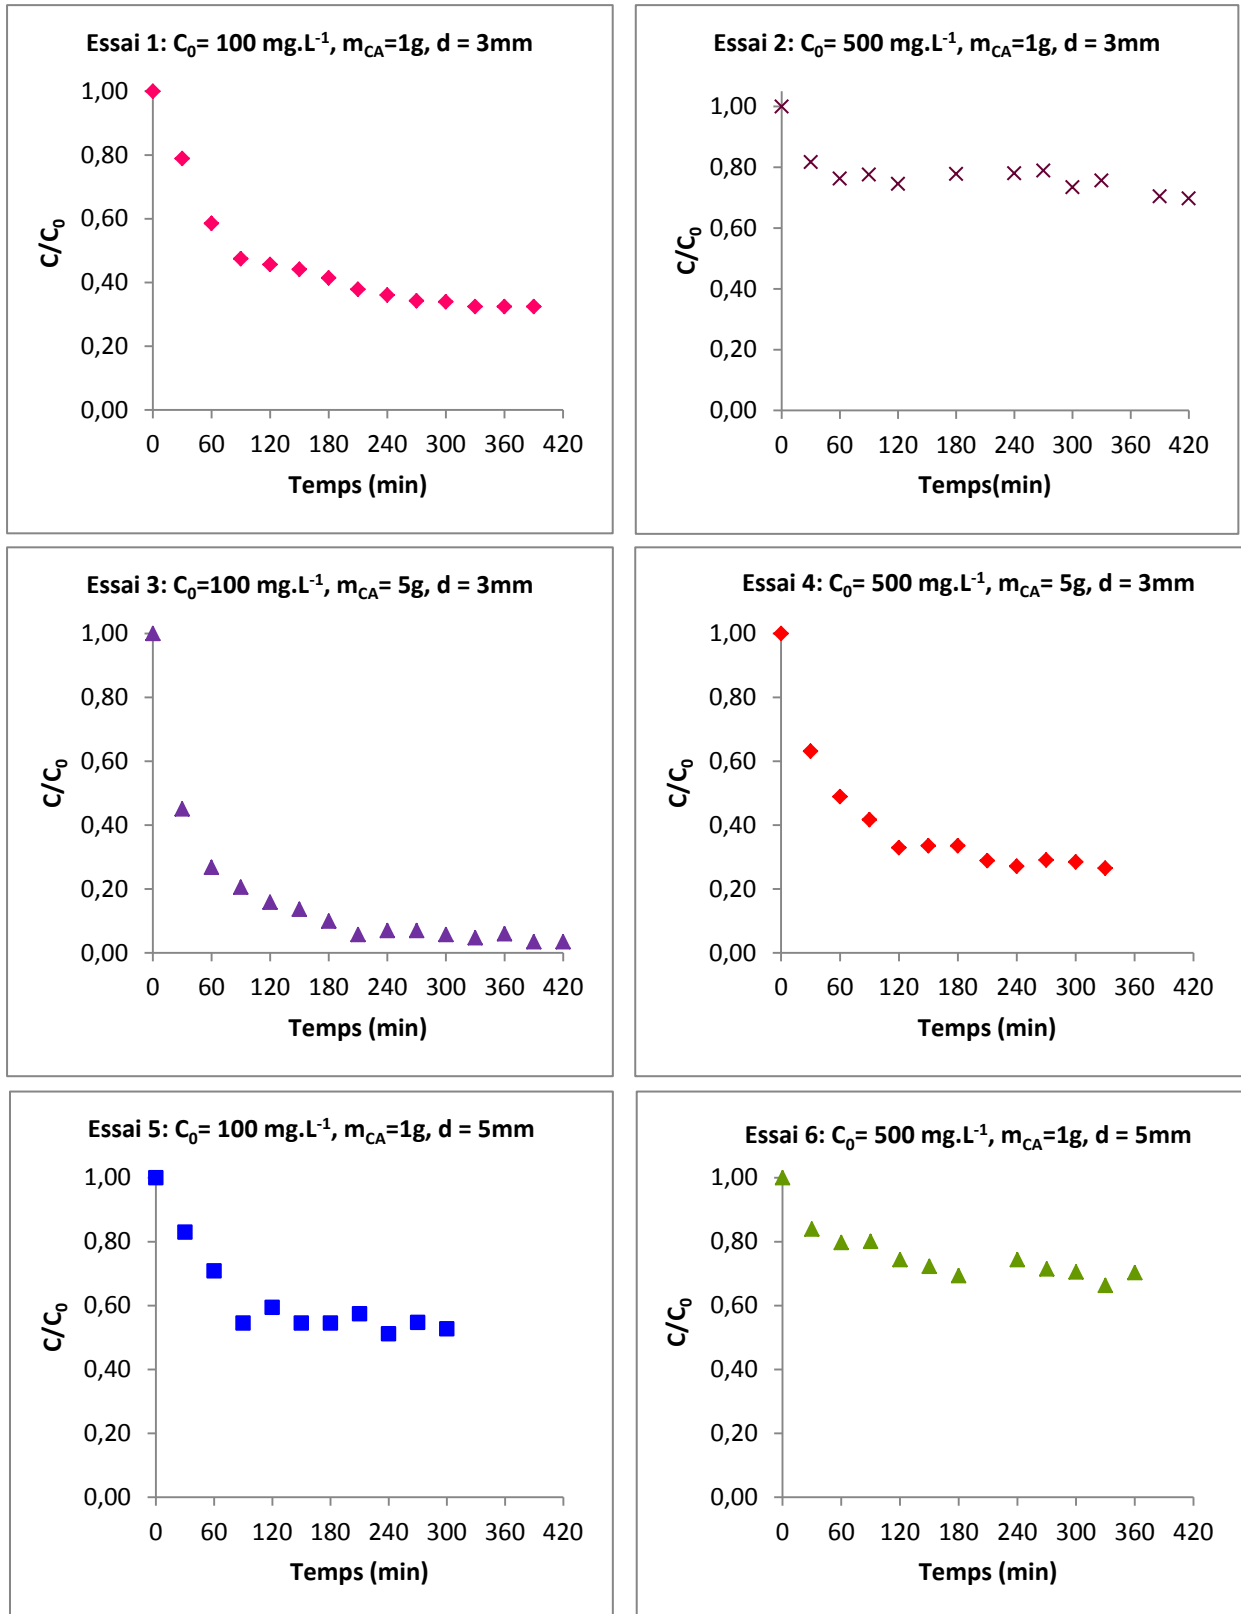 Essai 1: C₀= 100 mg.L⁻¹, m_CA=1g, d = 3mm
1,00
0,80
0,60
0,40
0,20
0,00
C/C₀
0 60 120 180 240 300 360 420
Temps (min)
Essai 2: C₀= 500 mg.L⁻¹, m_CA=1g, d = 3mm
1,00
0,80
0,60
0,40
0,20
0,00
C/C₀
0 60 120 180 240 300 360 420
Temps(min)
Essai 3: C₀=100 mg.L⁻¹, m_CA= 5g, d = 3mm
1,00
0,80
0,60
0,40
0,20
0,00
C/C₀
0 60 120 180 240 300 360 420
Temps (min)
Essai 4: C₀= 500 mg.L⁻¹, m_CA= 5g, d = 3mm
1,00
0,80
0,60
0,40
0,20
0,00
C/C₀
0 60 120 180 240 300 360 420
Temps (min)
Essai 5: C₀= 100 mg.L⁻¹, m_CA=1g, d = 5mm
1,00
0,80
0,60
0,40
0,20
0,00
C/C₀
0 60 120 180 240 300 360 420
Temps (min)
Essai 6: C₀= 500 mg.L⁻¹, m_CA=1g, d = 5mm
1,00
0,80
0,60
0,40
0,20
0,00
C/C₀
0 60 120 180 240 300 360 420
Temps (min)